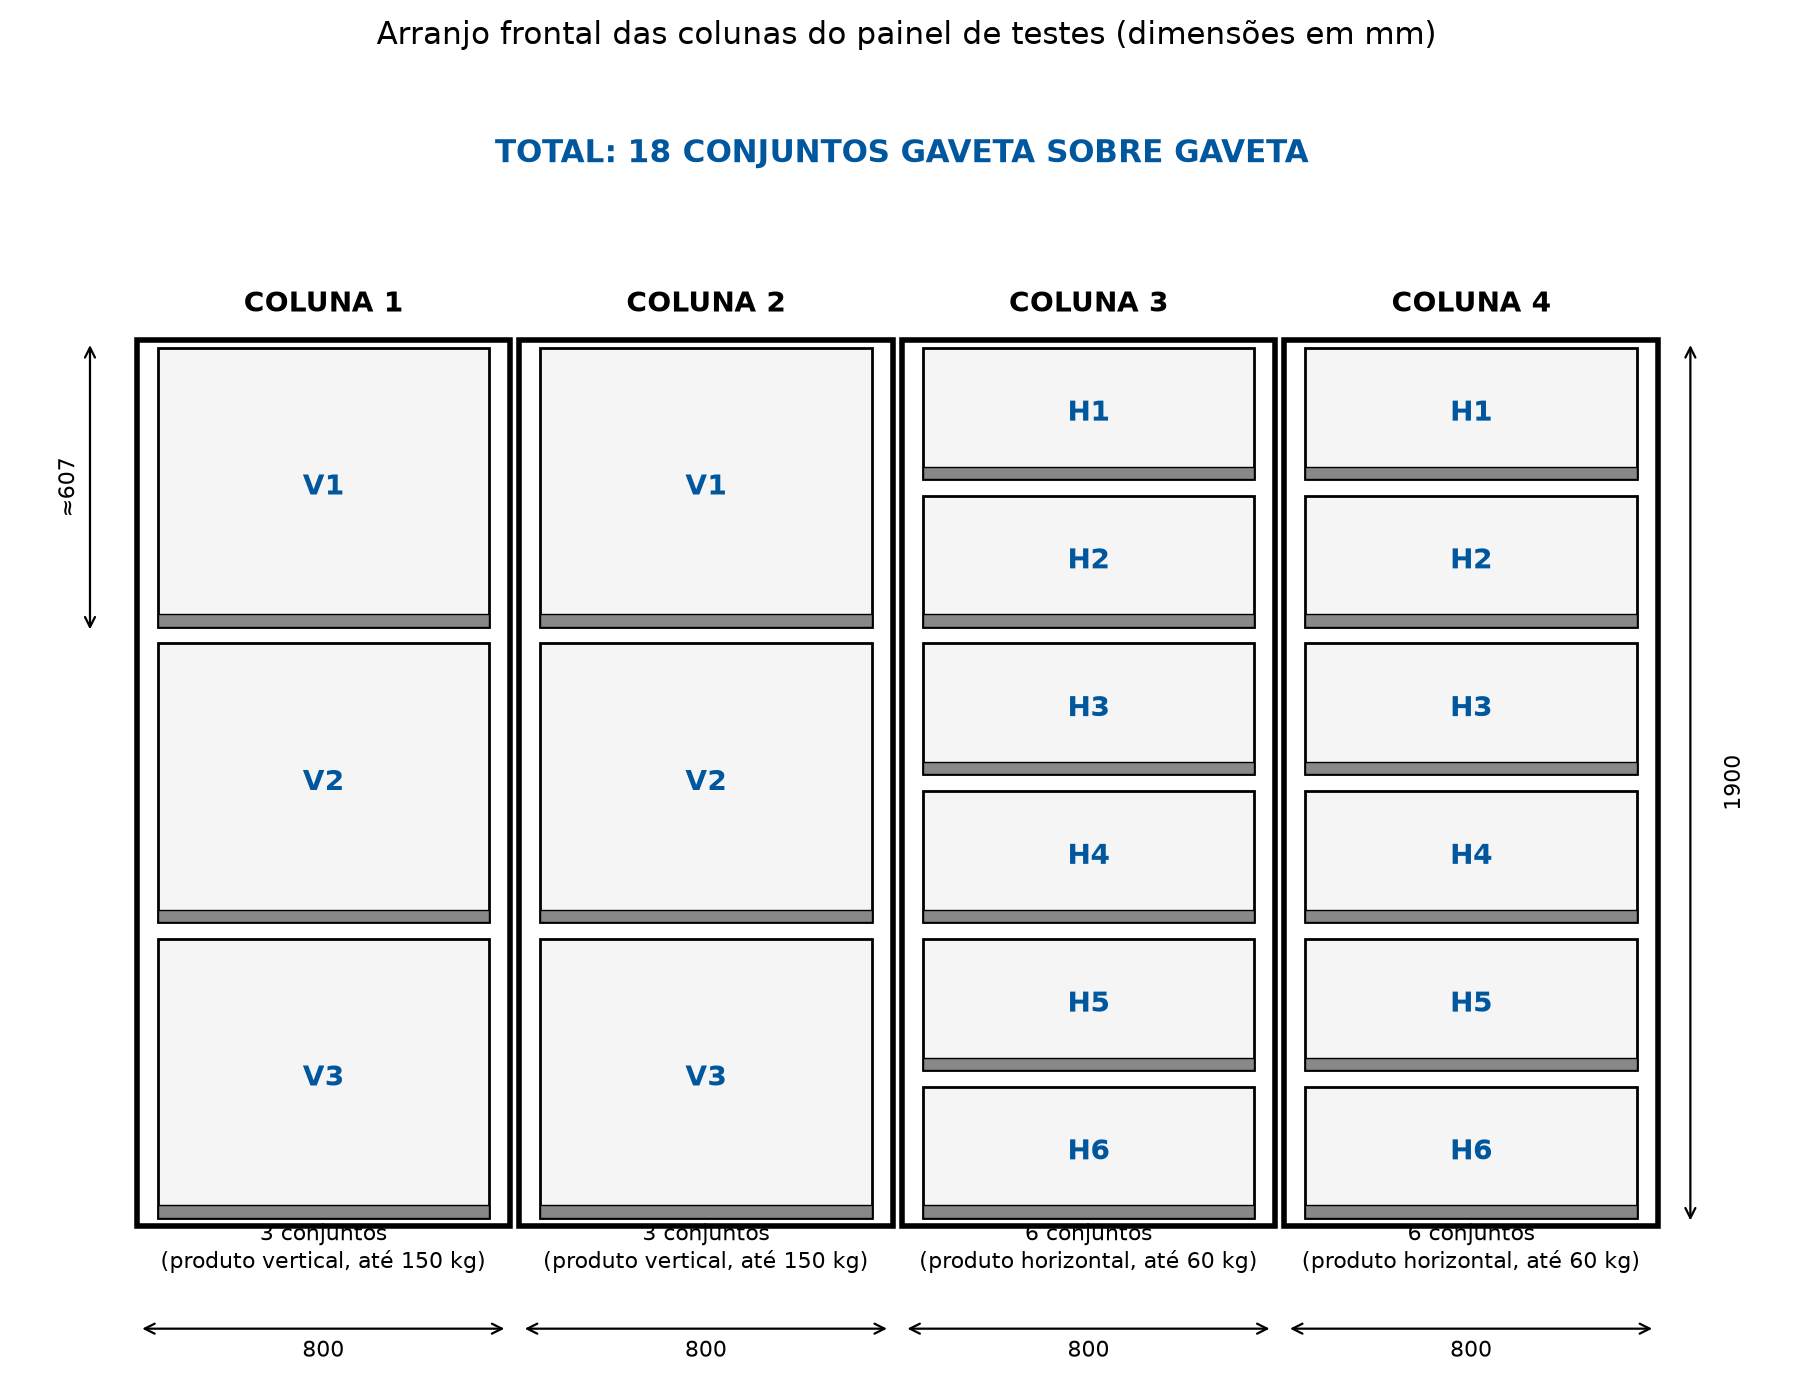 Arranjo frontal das colunas do painel de testes (dimensões em mm)
TOTAL: 18 CONJUNTOS GAVETA SOBRE GAVETA
COLUNA 1
COLUNA 2
COLUNA 3
COLUNA 4
≈607
V1
V2
V3
V1
V2
V3
H1
H2
H3
H4
H5
H6
H1
H2
H3
H4
H5
H6
1900
3 conjuntos
(produto vertical, até 150 kg)
3 conjuntos
(produto vertical, até 150 kg)
6 conjuntos
(produto horizontal, até 60 kg)
6 conjuntos
(produto horizontal, até 60 kg)
800
800
800
800